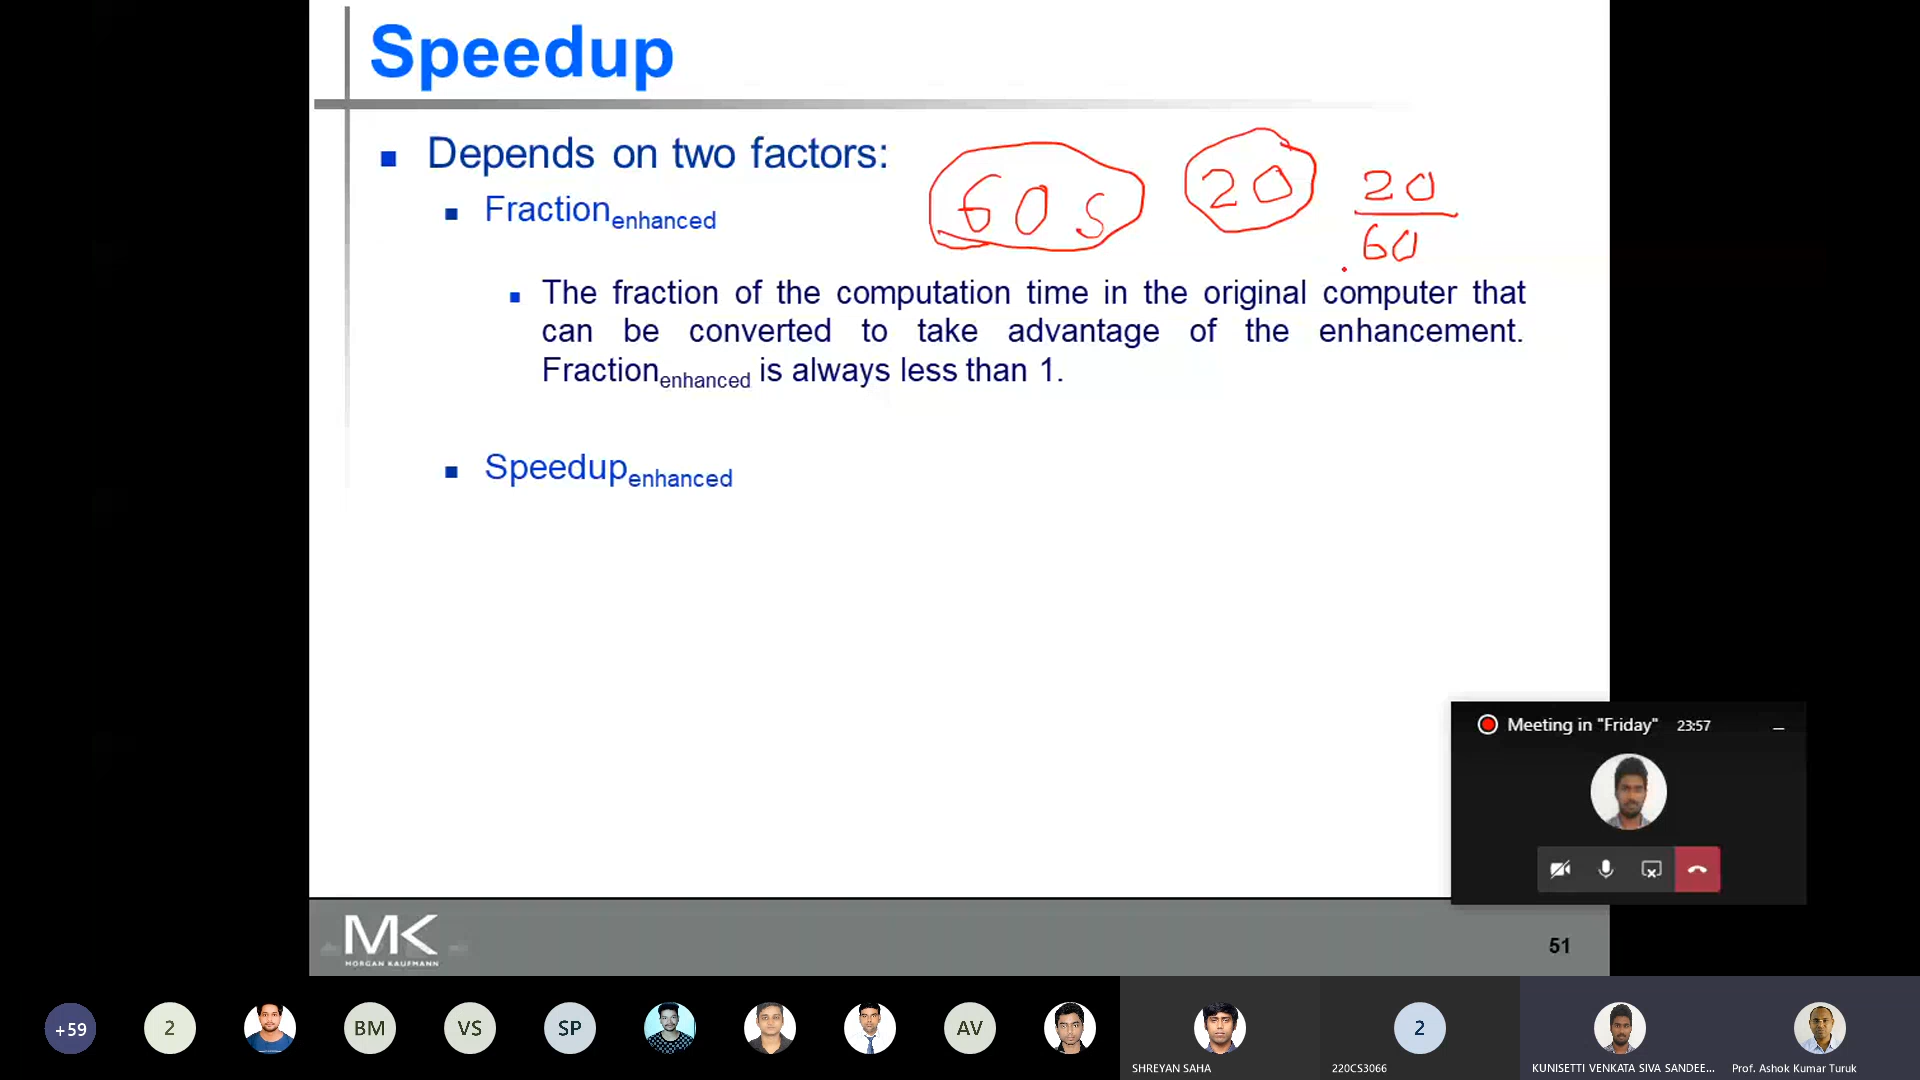 Speedup
Depends on two factors:
60 s
20
20
60
Fractionenhanced
The fraction of the computation time in the original computer that
can be converted to take advantage of the enhancement.
Fractionenhanced is always less than 1.
Speedupenhanced
Meeting in "Friday" 23:57
MK
MORGAN KAUFMANN
51
+59
2
BM
VS
SP
AV
2
SHREYAN SAHA
220CS3066
KUNISETTI VENKATA SIVA SANDEE...
Prof. Ashok Kumar Turuk